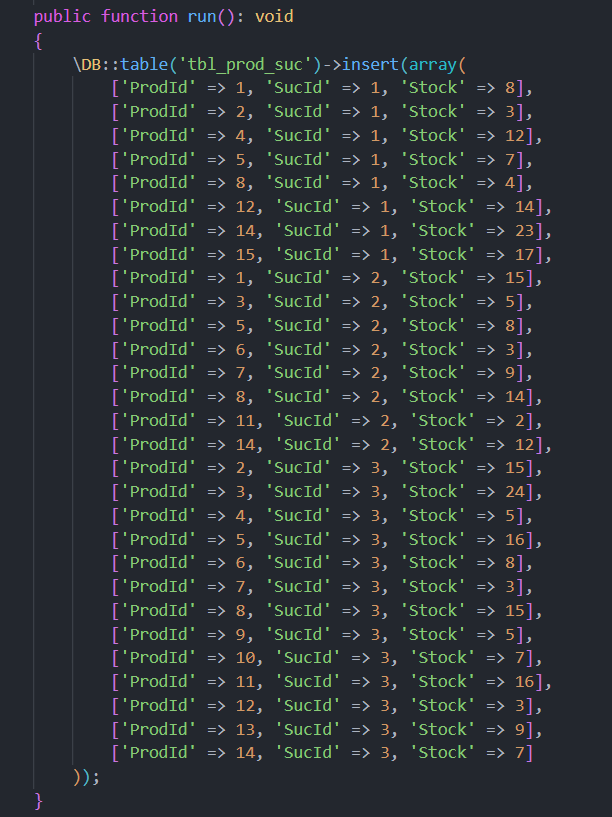 public function run(): void
{
    \DB::table('tbl_prod_suc')->insert(array(
        ['ProdId' => 1, 'SucId' => 1, 'Stock' => 8],
        ['ProdId' => 2, 'SucId' => 1, 'Stock' => 3],
        ['ProdId' => 4, 'SucId' => 1, 'Stock' => 12],
        ['ProdId' => 5, 'SucId' => 1, 'Stock' => 7],
        ['ProdId' => 8, 'SucId' => 1, 'Stock' => 4],
        ['ProdId' => 12, 'SucId' => 1, 'Stock' => 14],
        ['ProdId' => 14, 'SucId' => 1, 'Stock' => 23],
        ['ProdId' => 15, 'SucId' => 1, 'Stock' => 17],
        ['ProdId' => 1, 'SucId' => 2, 'Stock' => 15],
        ['ProdId' => 3, 'SucId' => 2, 'Stock' => 5],
        ['ProdId' => 5, 'SucId' => 2, 'Stock' => 8],
        ['ProdId' => 6, 'SucId' => 2, 'Stock' => 3],
        ['ProdId' => 7, 'SucId' => 2, 'Stock' => 9],
        ['ProdId' => 8, 'SucId' => 2, 'Stock' => 14],
        ['ProdId' => 11, 'SucId' => 2, 'Stock' => 2],
        ['ProdId' => 14, 'SucId' => 2, 'Stock' => 12],
        ['ProdId' => 2, 'SucId' => 3, 'Stock' => 15],
        ['ProdId' => 3, 'SucId' => 3, 'Stock' => 24],
        ['ProdId' => 4, 'SucId' => 3, 'Stock' => 5],
        ['ProdId' => 5, 'SucId' => 3, 'Stock' => 16],
        ['ProdId' => 6, 'SucId' => 3, 'Stock' => 8],
        ['ProdId' => 7, 'SucId' => 3, 'Stock' => 3],
        ['ProdId' => 8, 'SucId' => 3, 'Stock' => 15],
        ['ProdId' => 9, 'SucId' => 3, 'Stock' => 5],
        ['ProdId' => 10, 'SucId' => 3, 'Stock' => 7],
        ['ProdId' => 11, 'SucId' => 3, 'Stock' => 16],
        ['ProdId' => 12, 'SucId' => 3, 'Stock' => 3],
        ['ProdId' => 13, 'SucId' => 3, 'Stock' => 9],
        ['ProdId' => 14, 'SucId' => 3, 'Stock' => 7]
    ));
}